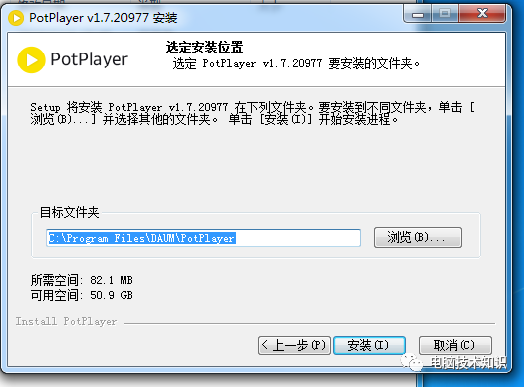 PotPlayer v1.7.20977 安装
PotPlayer
选定安装位置
选定 PotPlayer v1.7.20977 要安装的文件夹。
Setup 将安装 PotPlayer v1.7.20977 在下列文件夹。要安装到不同文件夹，单击 [
浏览(B)...] 并选择其他的文件夹。 单击 [安装(I)] 开始安装进程。
目标文件夹
C:\Program Files\DAUM\PotPlayer
浏览(B)...
所需空间: 82.1 MB
可用空间: 50.9 GB
Install PotPlayer
< 上一步(P)
安装(I)
取消(C)
电脑技术知识